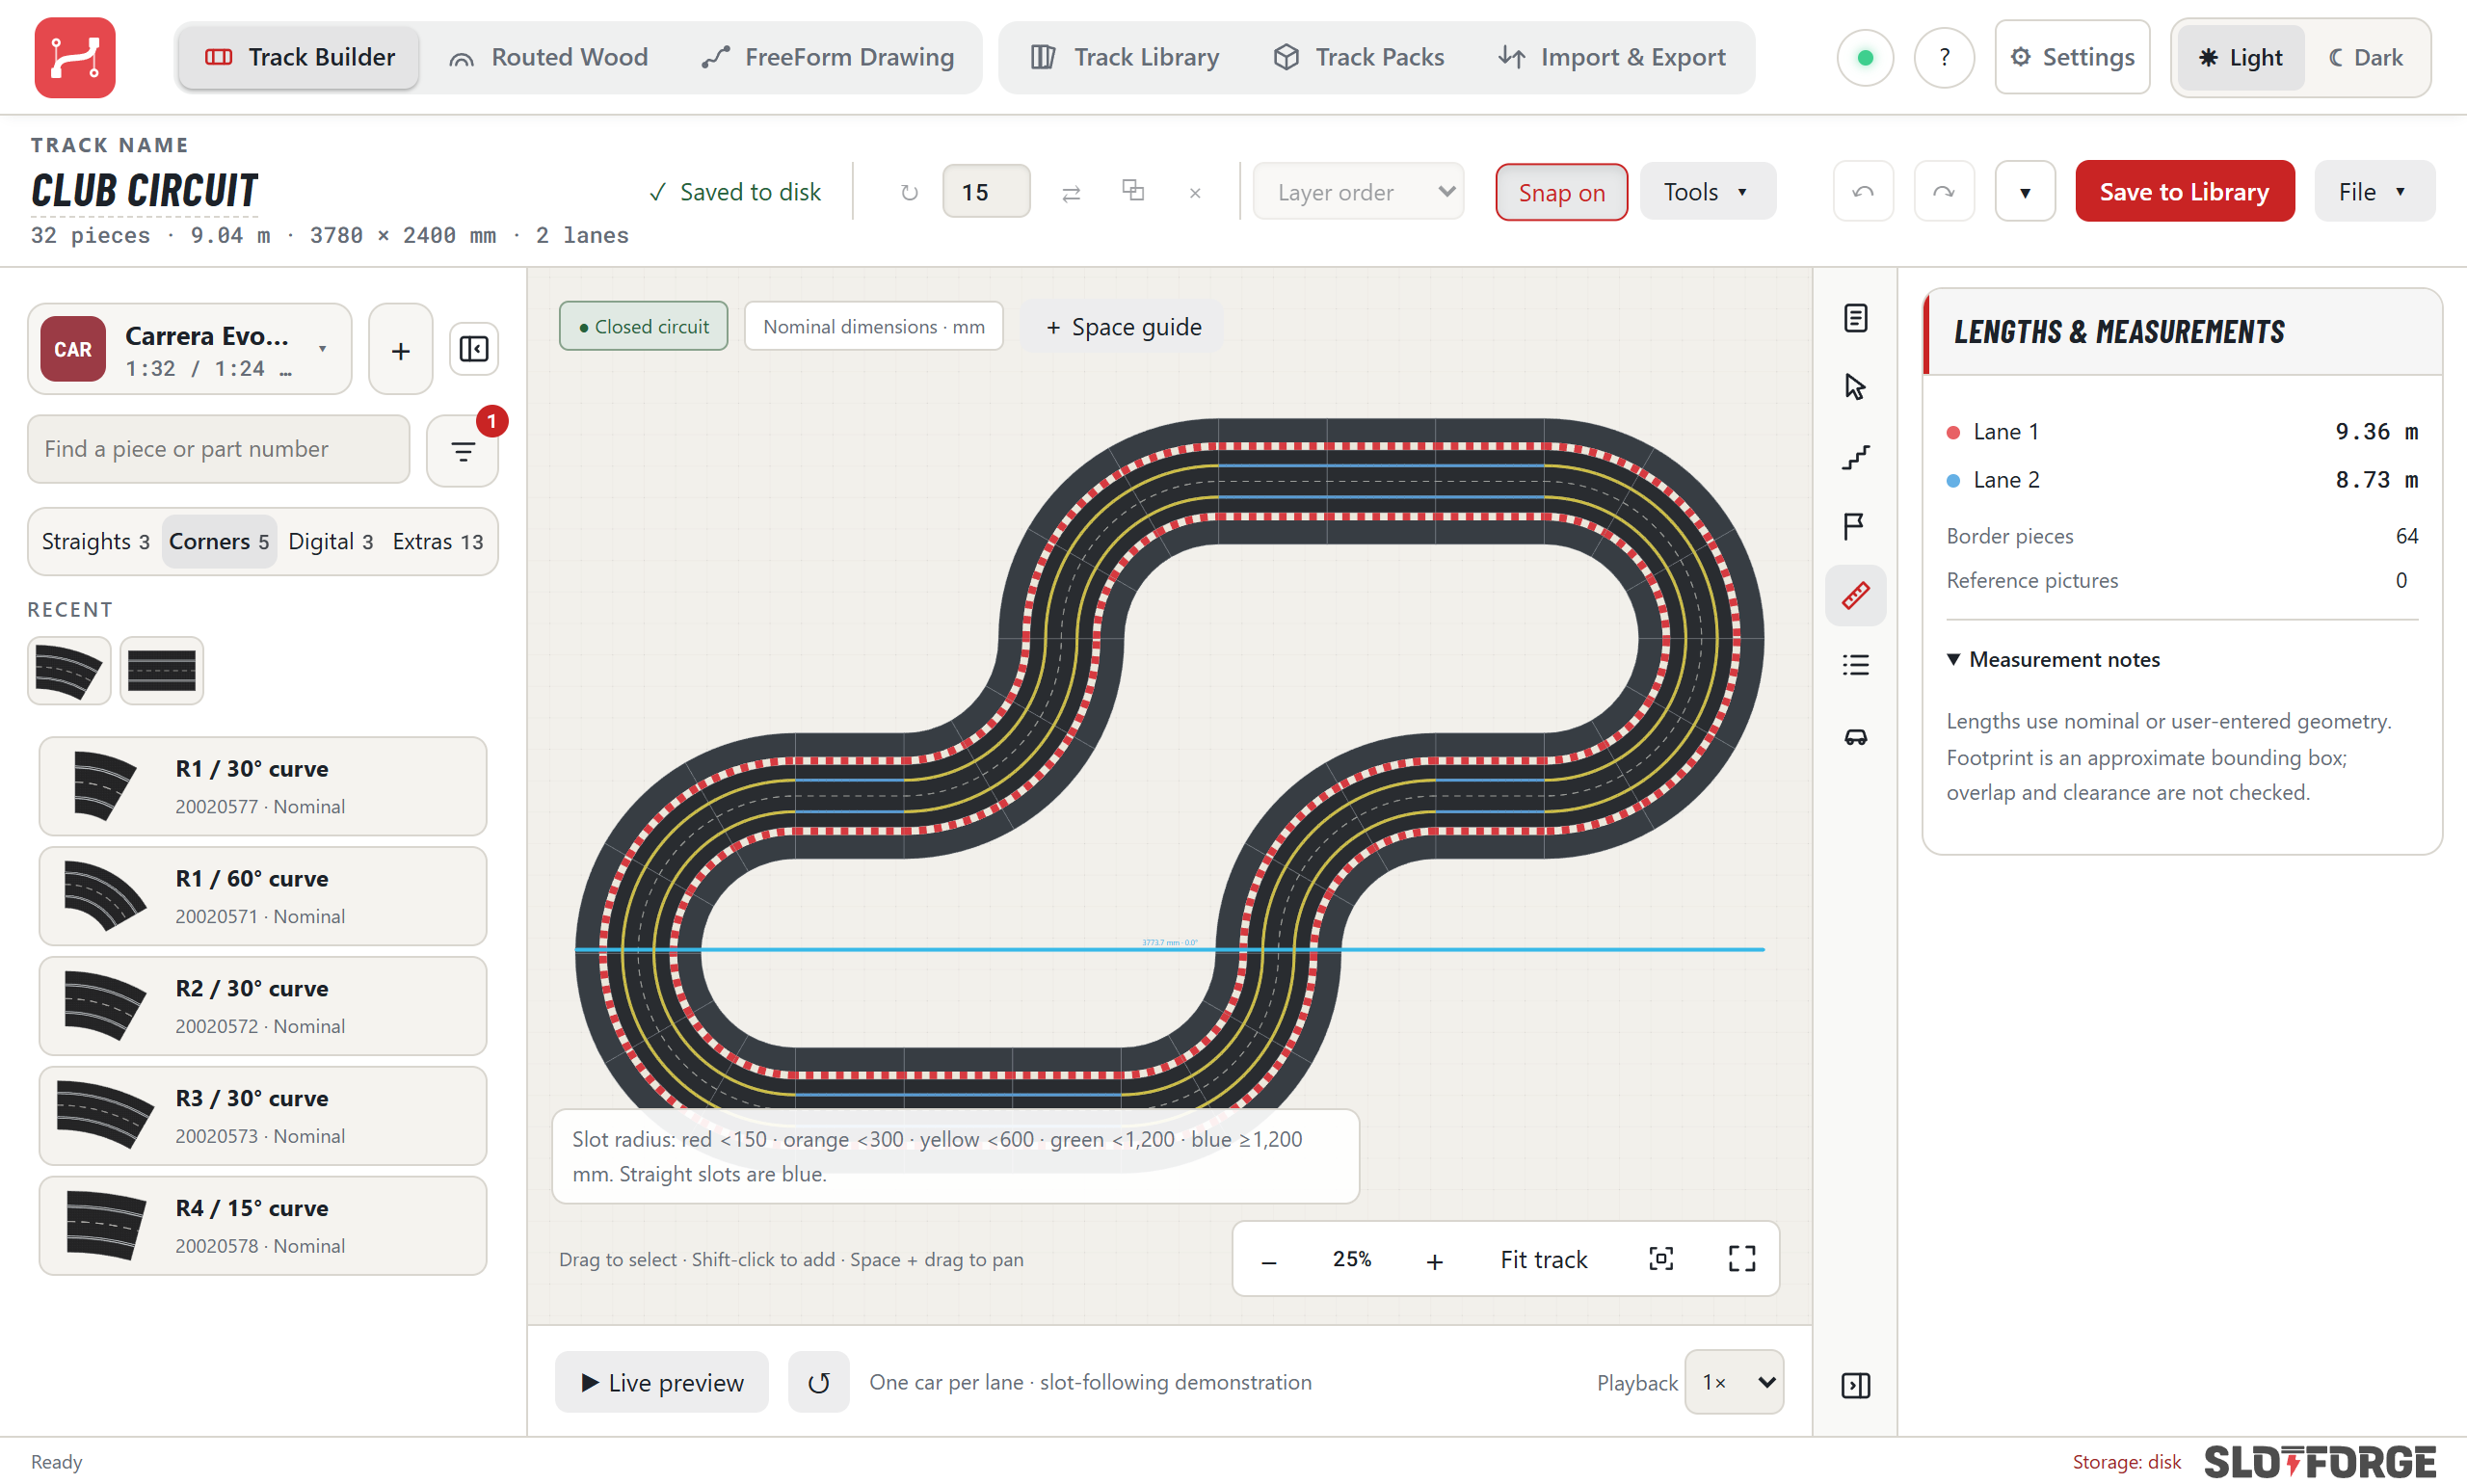 Track Builder
Routed Wood
FreeForm Drawing
Track Library
Track Packs
Import & Export
?
Settings
Light
Dark
TRACK NAME
CLUB CIRCUIT
32 pieces · 9.04 m · 3780 × 2400 mm · 2 lanes
✓ Saved to disk
15
Layer order
Snap on
Tools
Save to Library
File
CAR
Carrera Evo...
1:32 / 1:24 …
+
Find a piece or part number
1
Straights 3
Corners 5
Digital 3
Extras 13
RECENT
R1 / 30° curve
20020577 · Nominal
R1 / 60° curve
20020571 · Nominal
R2 / 30° curve
20020572 · Nominal
R3 / 30° curve
20020573 · Nominal
R4 / 15° curve
20020578 · Nominal
Closed circuit
Nominal dimensions · mm
+ Space guide
3773.7 mm · 0.0°
Slot radius: red <150 · orange <300 · yellow <600 · green <1,200 · blue ≥1,200
mm. Straight slots are blue.
Drag to select · Shift-click to add · Space + drag to pan
– 25% + Fit track
Live preview
One car per lane · slot-following demonstration
Playback 1×
LENGTHS & MEASUREMENTS
Lane 1 9.36 m
Lane 2 8.73 m
Border pieces 64
Reference pictures 0
Measurement notes
Lengths use nominal or user-entered geometry.
Footprint is an approximate bounding box;
overlap and clearance are not checked.
Ready
Storage: disk
SLOTFORGE